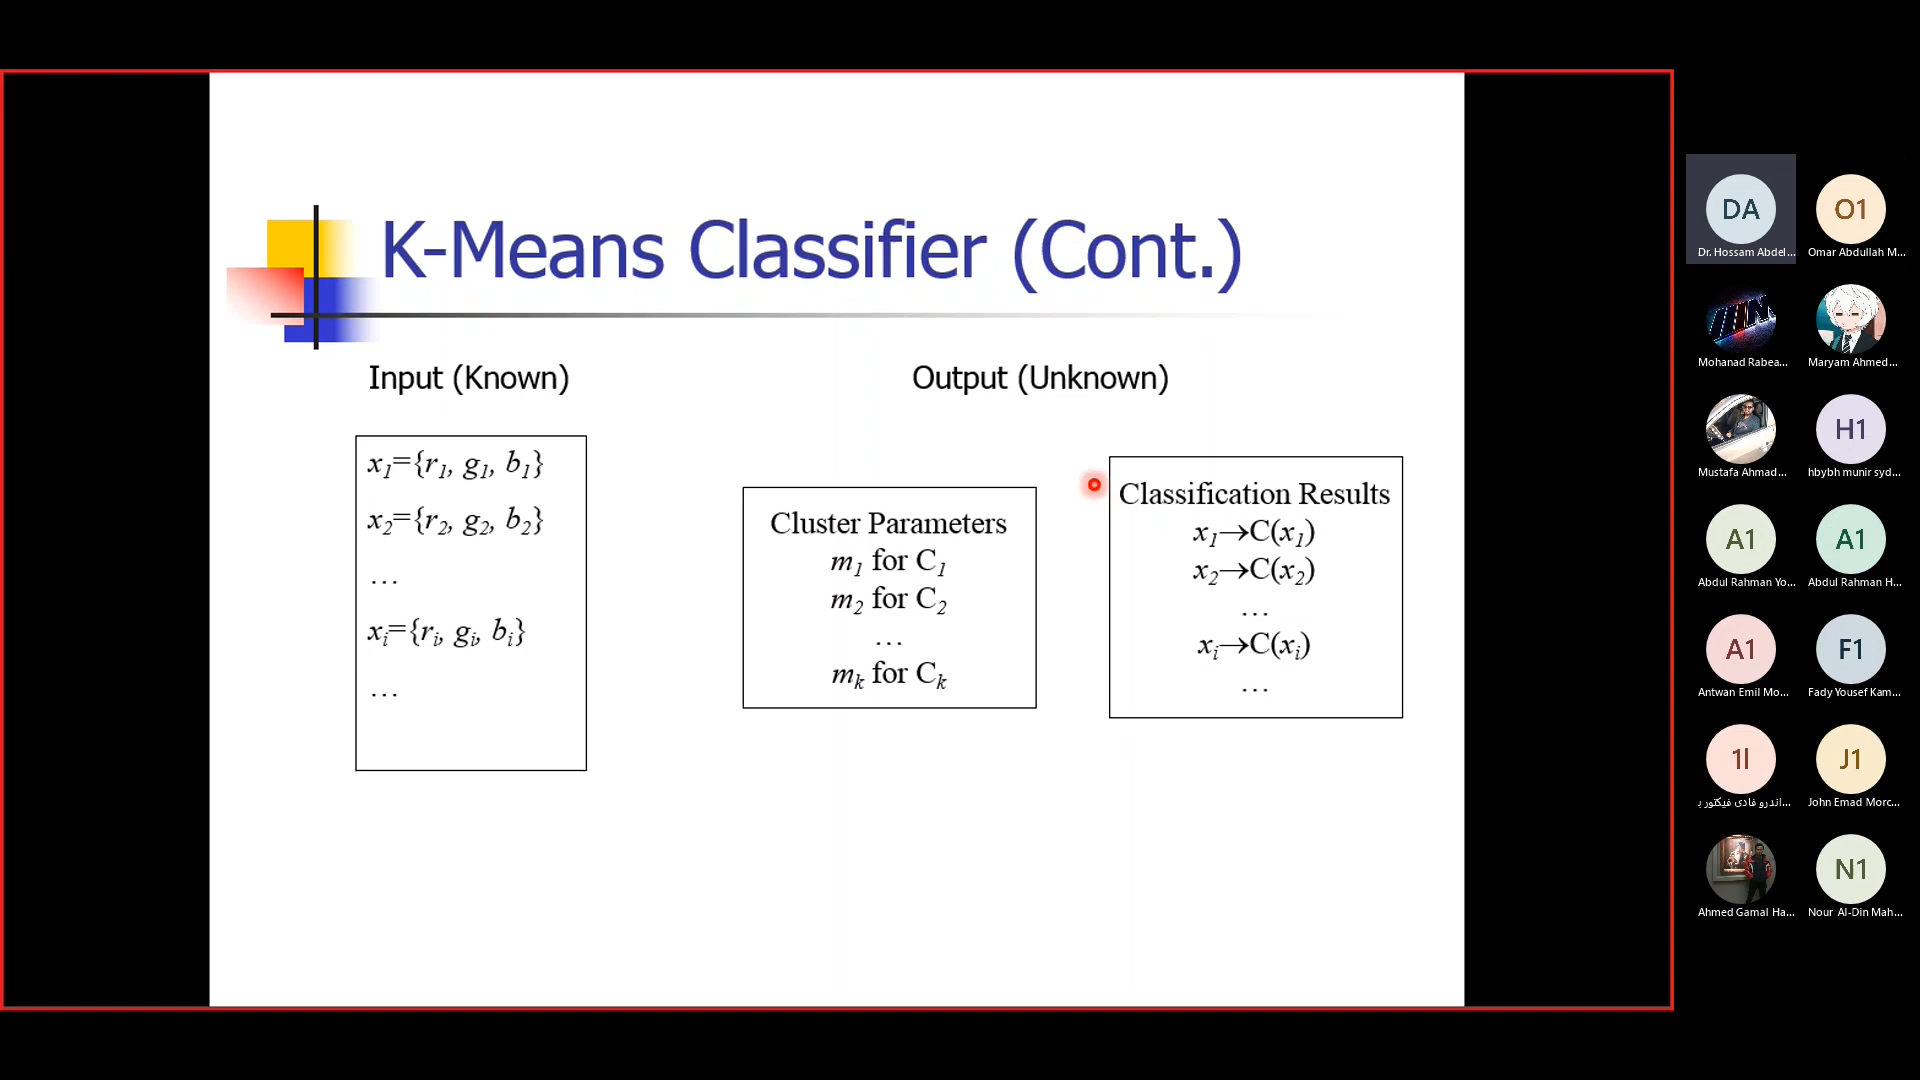 K-Means Classifier (Cont.)
Input (Known)
Output (Unknown)
x1={r1, g1, b1}
x2={r2, g2, b2}
…
xi={ri, gi, bi}
…
Cluster Parameters
m1 for C1
m2 for C2
…
mk for Ck
Classification Results
x1→C(x1)
x2→C(x2)
…
xi→C(xi)
…
DA
Dr. Hossam Abdel...
O1
Omar Abdullah M...
Mohanad Rabea...
Maryam Ahmed...
Mustafa Ahmad...
H1
hbybh munir syd...
A1
Abdul Rahman Yo...
A1
Abdul Rahman H...
A1
Antwan Emil Mo...
F1
Fady Yousef Kam...
1ا
اندرو فادى فيكتور ب...
J1
John Emad Morc...
Ahmed Gamal Ha...
N1
Nour Al-Din Mah...